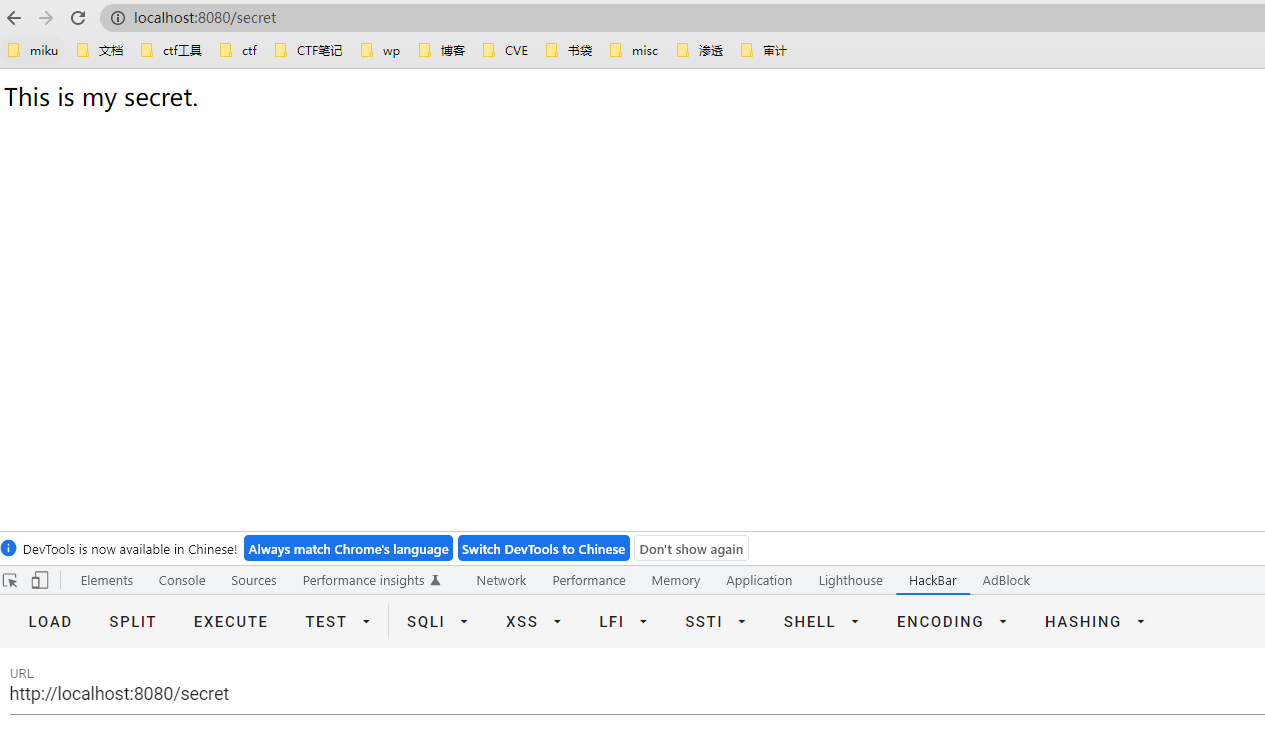 localhost:8080/secret
miku 文档 ctf工具 ctf CTF笔记 wp 博客 CVE 书袋 misc 渗透 审计
This is my secret.
DevTools is now available in Chinese! Always match Chrome's language Switch DevTools to Chinese Don't show again
Elements Console Sources Performance insights Network Performance Memory Application Lighthouse HackBar AdBlock
LOAD SPLIT EXECUTE TEST SQLI XSS LFI SSTI SHELL ENCODING HASHING
URL
http://localhost:8080/secret